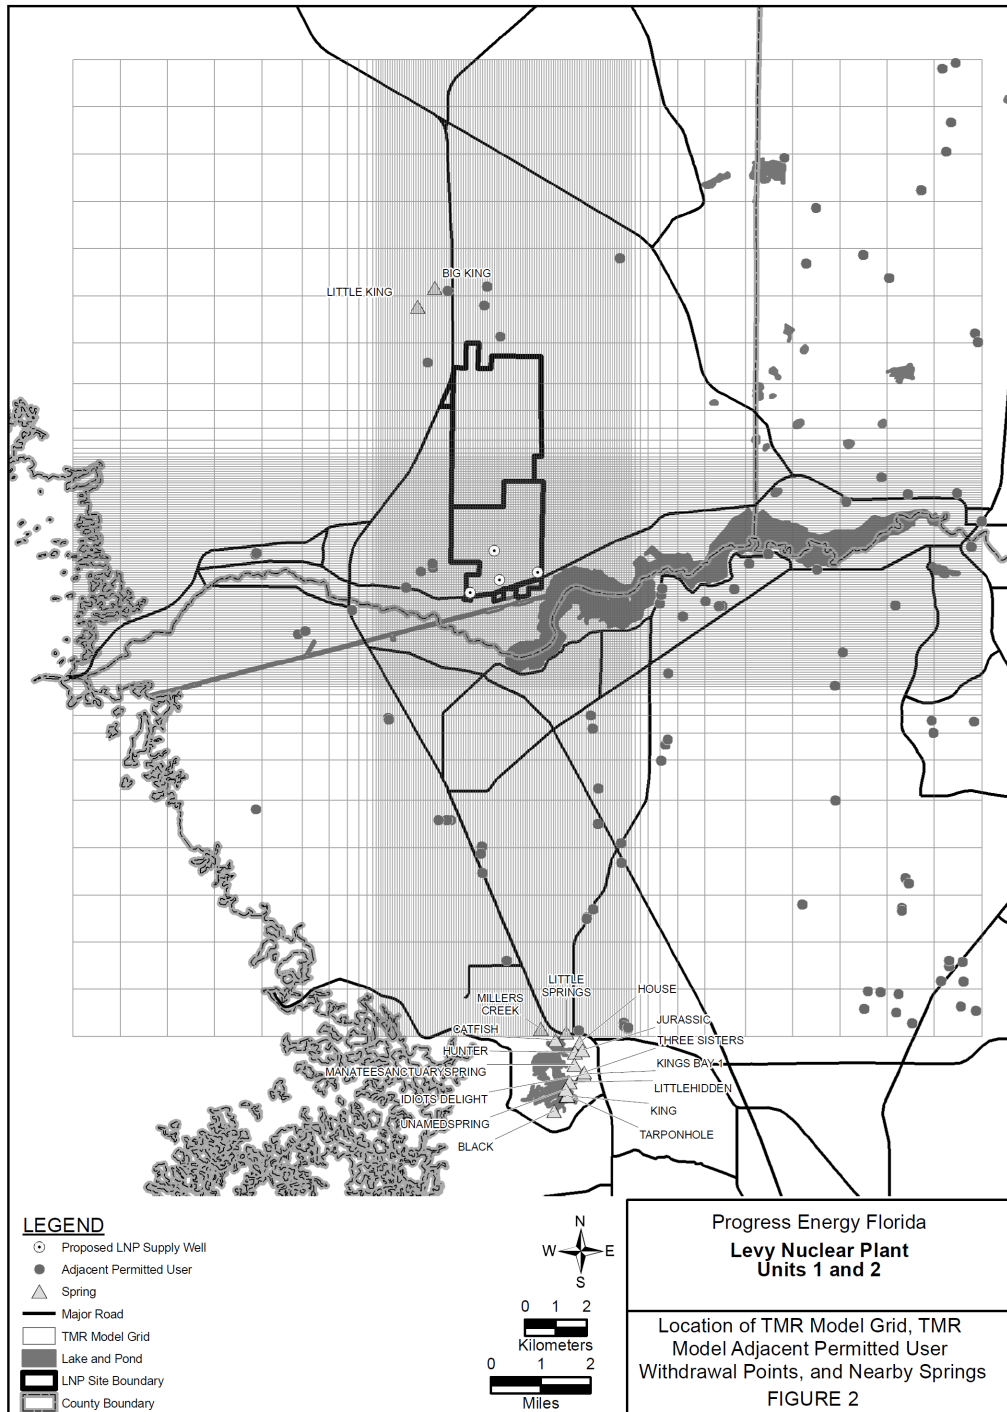 BIG KING
LITTLE KING
LITTLE
SPRINGS
HOUSE
MILLERS
CREEK
JURASSIC
CATFISH
THREE SISTERS
HUNTER
KINGS BAY 1
MANATEESANCTUARYSPRING
LITTLEHIDDEN
IDIOTS DELIGHT
KING
UNAMEDSPRING
TARPONHOLE
BLACK
LEGEND
Proposed LNP Supply Well
Adjacent Permitted User
Spring
Major Road
TMR Model Grid
Lake and Pond
LNP Site Boundary
County Boundary
N
W E
S
0 1 2
Kilometers
0 1 2
Miles
Progress Energy Florida
Levy Nuclear Plant
Units 1 and 2
Location of TMR Model Grid, TMR
Model Adjacent Permitted User
Withdrawal Points, and Nearby Springs
FIGURE 2